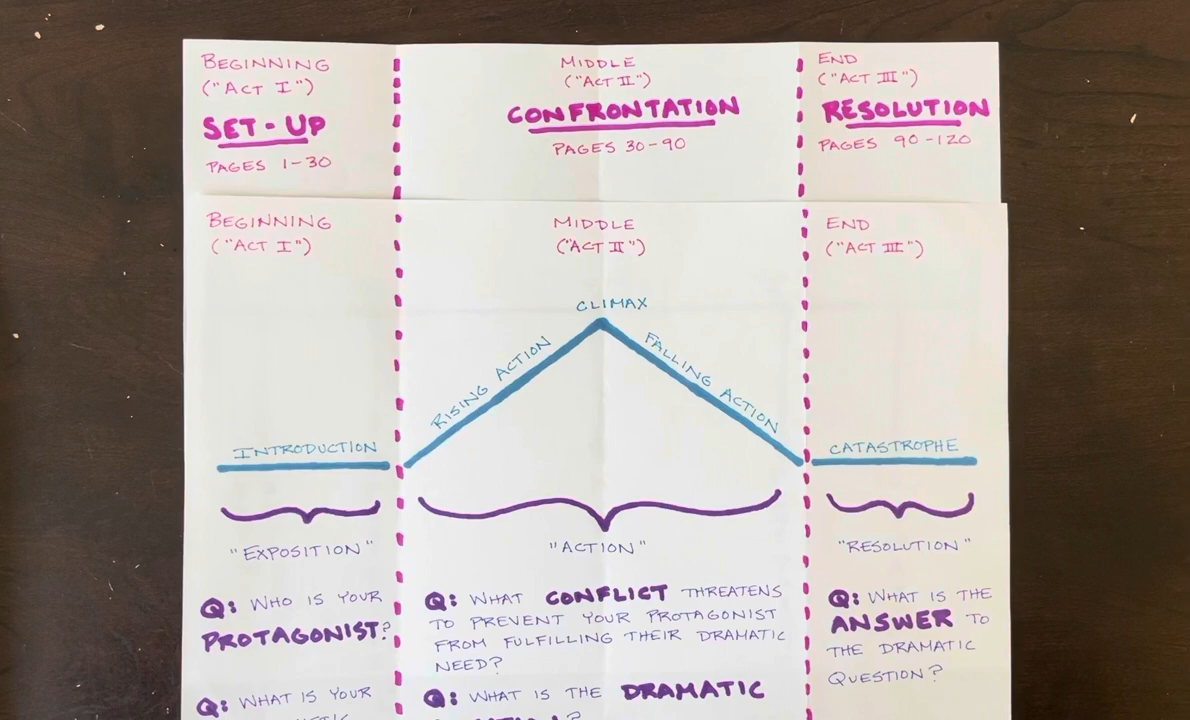 BEGINNING
("ACT I")
SET-UP
PAGES 1-30
MIDDLE
("ACT II")
CONFRONTATION
PAGES 30-90
END
("ACT III")
RESOLUTION
PAGES 90-120
BEGINNING
("ACT I")
MIDDLE
("ACT II")
END
("ACT III")
CLIMAX
RISING ACTION
FALLING ACTION
INTRODUCTION
CATASTROPHE
"EXPOSITION"
"ACTION"
"RESOLUTION"
Q: WHO IS YOUR
PROTAGONIST?
Q: WHAT IS YOUR
Q: WHAT CONFLICT THREATENS
TO PREVENT YOUR PROTAGONIST
FROM FULFILLING THEIR DRAMATIC
NEED?
Q: WHAT IS THE DRAMATIC
Q: WHAT IS THE
ANSWER TO
THE DRAMATIC
QUESTION?